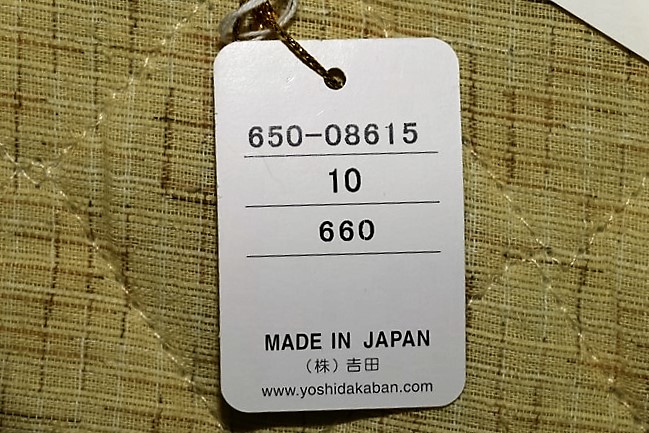 650-08615
10
660
MADE IN JAPAN
(株)吉田
www.yoshidakaban.com